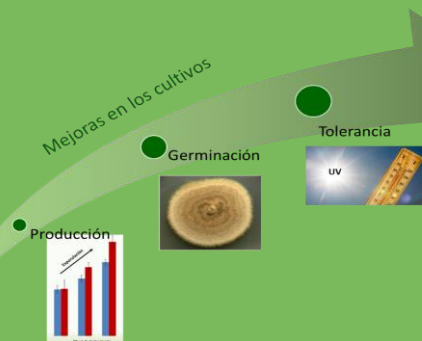 Mejoras en los cultivos
Tolerancia
Germinación
UV
Producción